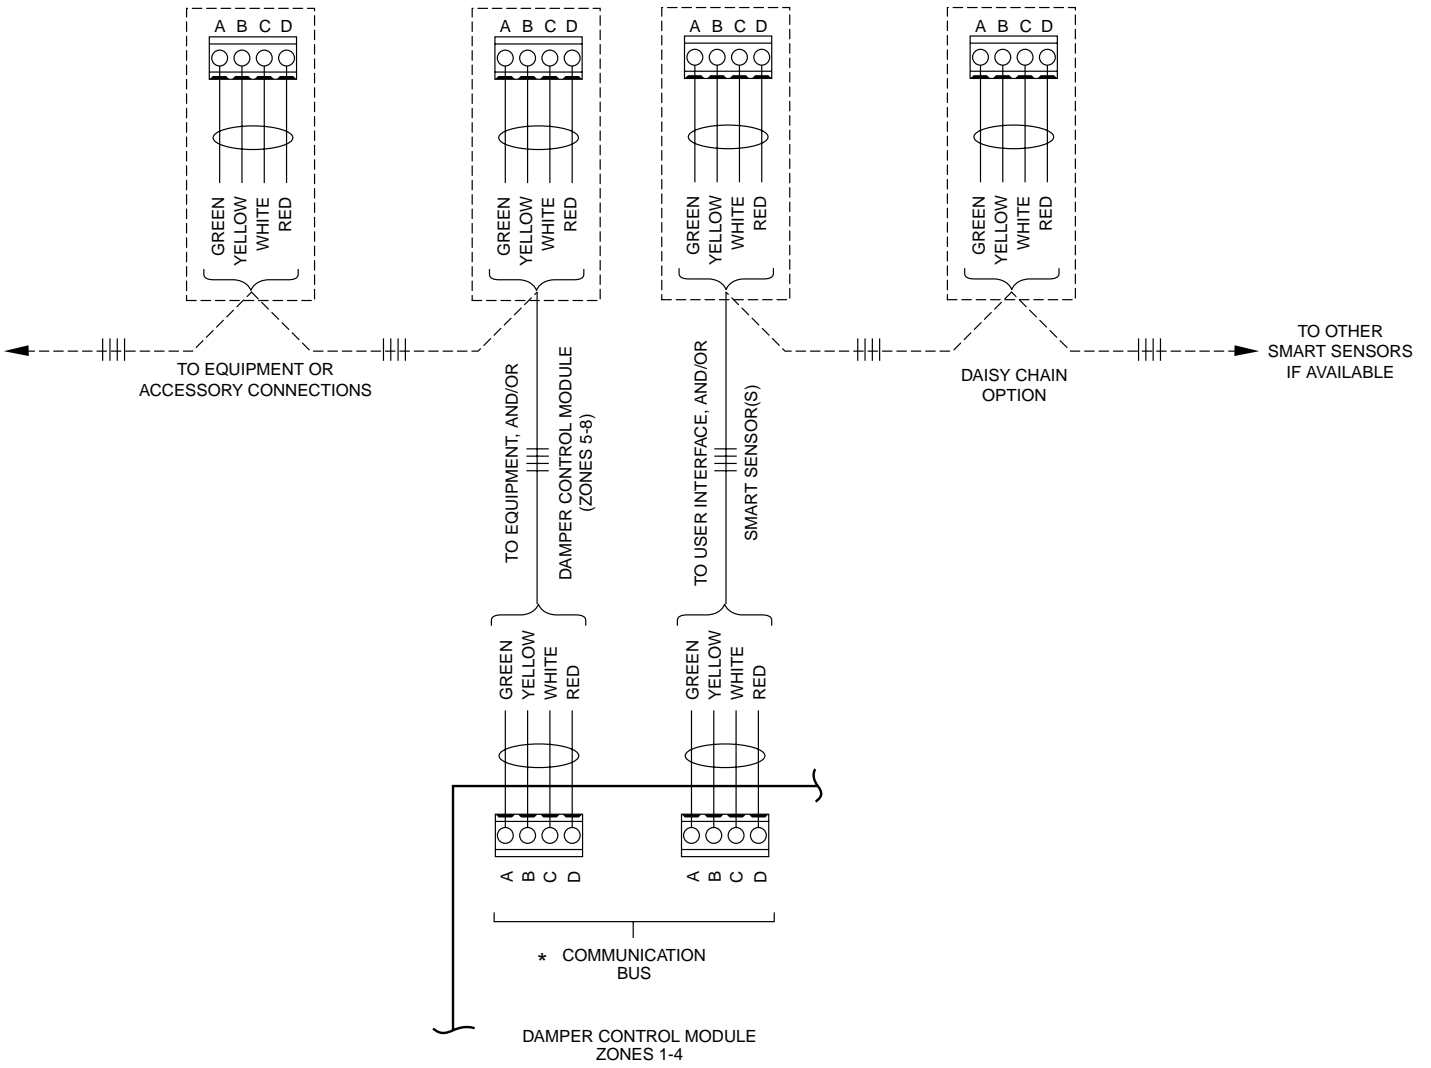 A B C D
A B C D
A B C D
A B C D
GREEN
YELLOW
WHITE
RED
GREEN
YELLOW
WHITE
RED
GREEN
YELLOW
WHITE
RED
GREEN
YELLOW
WHITE
RED
TO EQUIPMENT OR
ACCESSORY CONNECTIONS
TO EQUIPMENT, AND/OR
DAMPER CONTROL MODULE
(ZONES 5-8)
TO USER INTERFACE, AND/OR
SMART SENSOR(S)
DAISY CHAIN
OPTION
TO OTHER
SMART SENSORS
IF AVAILABLE
GREEN
YELLOW
WHITE
RED
GREEN
YELLOW
WHITE
RED
A B C D
A B C D
* COMMUNICATION
BUS
DAMPER CONTROL MODULE
ZONES 1-4